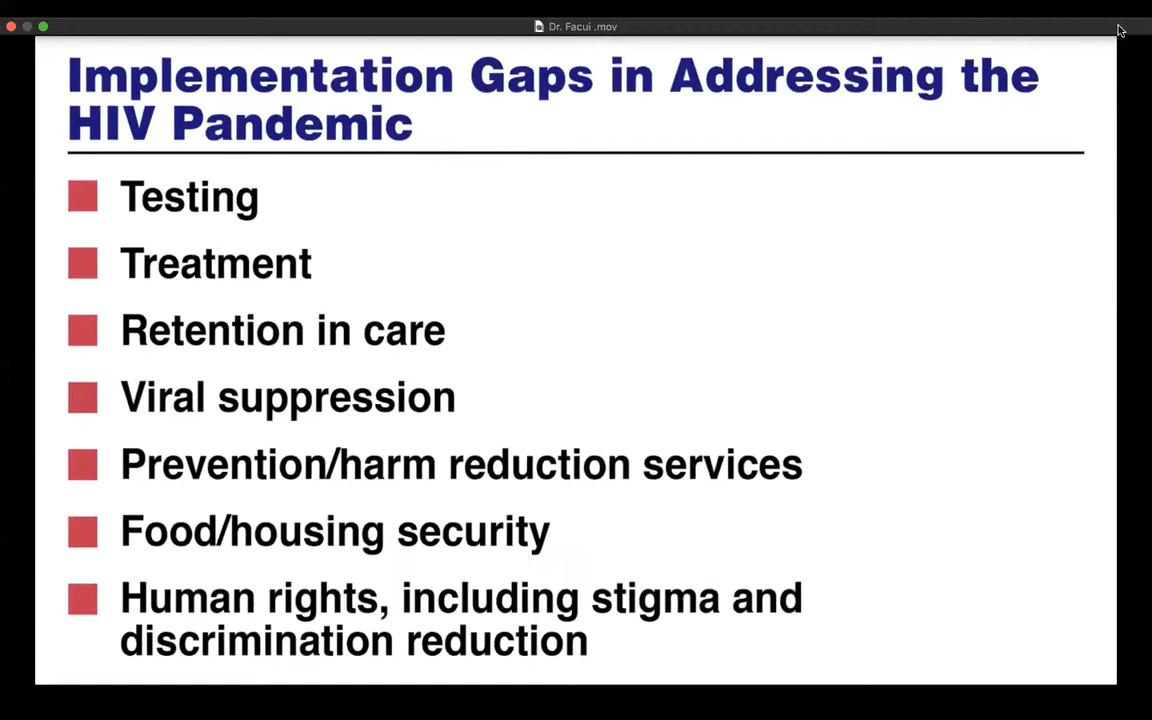 Dr. Facui .mov
Implementation Gaps in Addressing the
HIV Pandemic
Testing
Treatment
Retention in care
Viral suppression
Prevention/harm reduction services
Food/housing security
Human rights, including stigma and
discrimination reduction